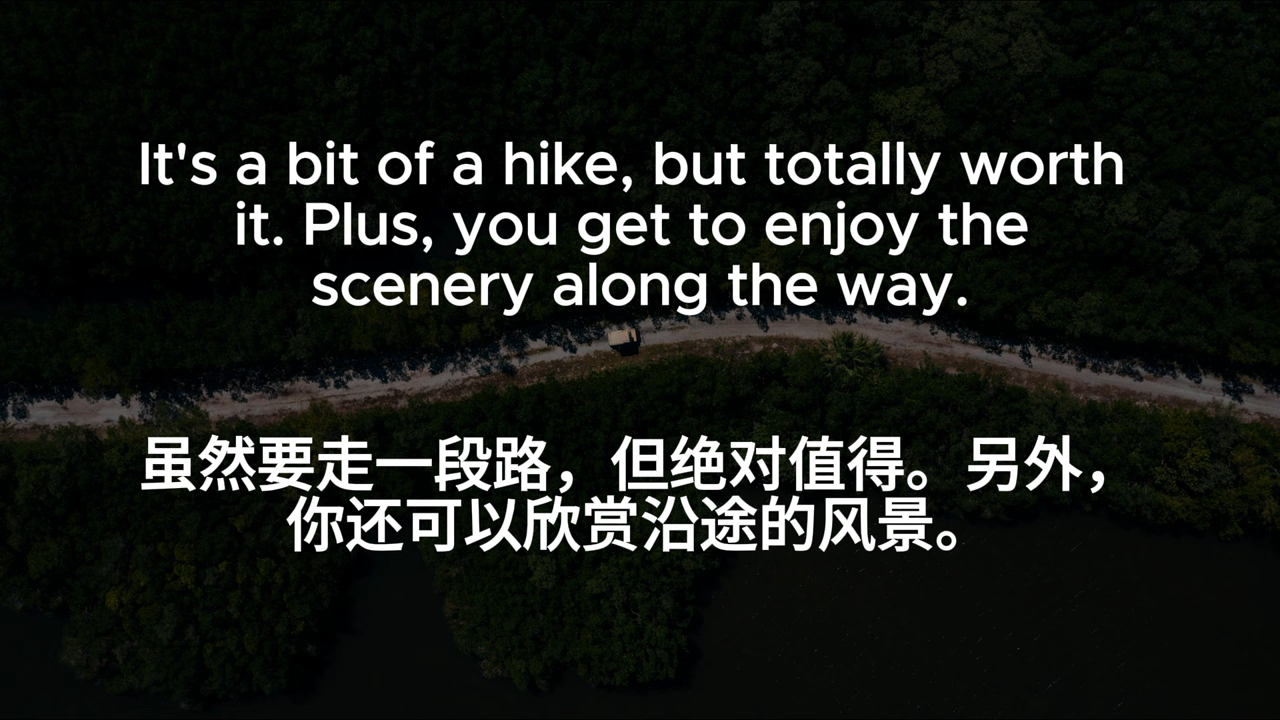 It's a bit of a hike, but totally worth
it. Plus, you get to enjoy the
scenery along the way.
虽然要走一段路，但绝对值得。另外，
你还可以欣赏沿途的风景。